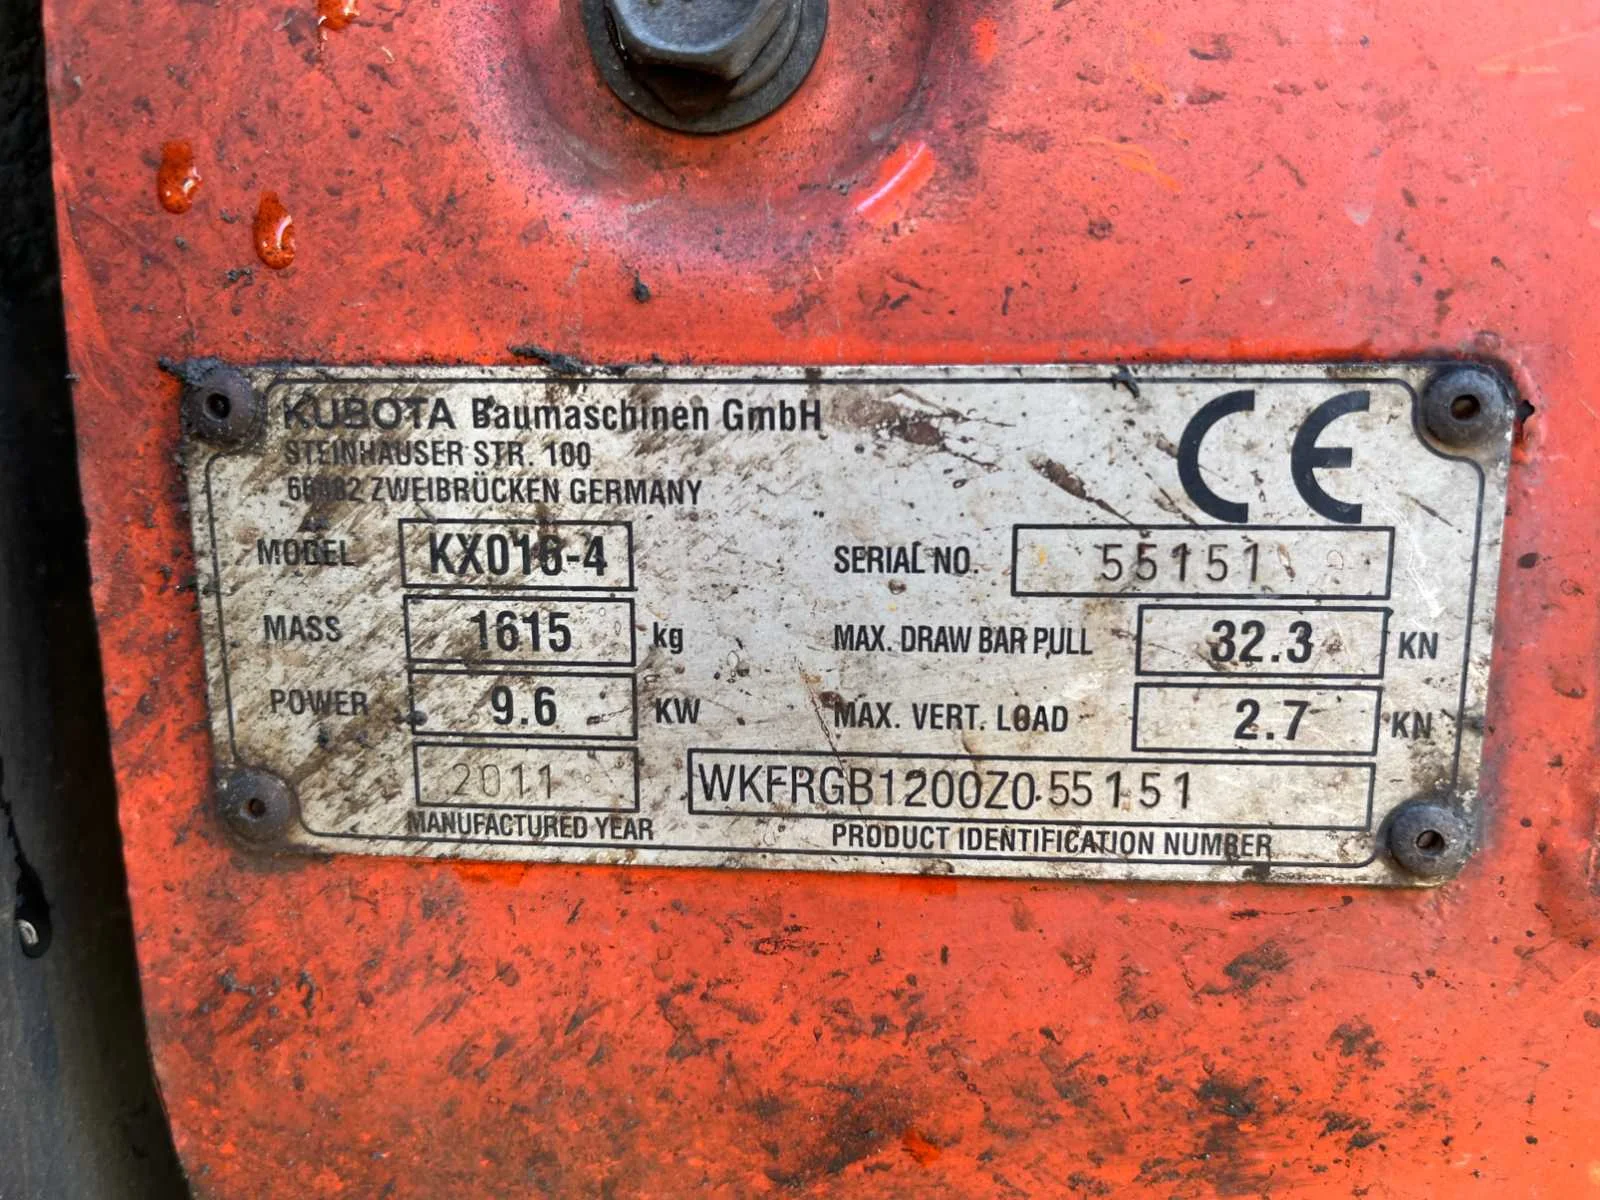 KUBOTA Baumaschinen GmbH
STEINHAUSER STR. 100
66482 ZWEIBRÜCKEN GERMANY
CE
MODEL KX016-4 SERIAL NO. 55151
MASS 1615 kg MAX. DRAW BAR PULL 32.3 KN
POWER 9.6 KW MAX. VERT. LOAD 2.7 KN
2011 WKFRGB1200Z055151
MANUFACTURED YEAR PRODUCT IDENTIFICATION NUMBER